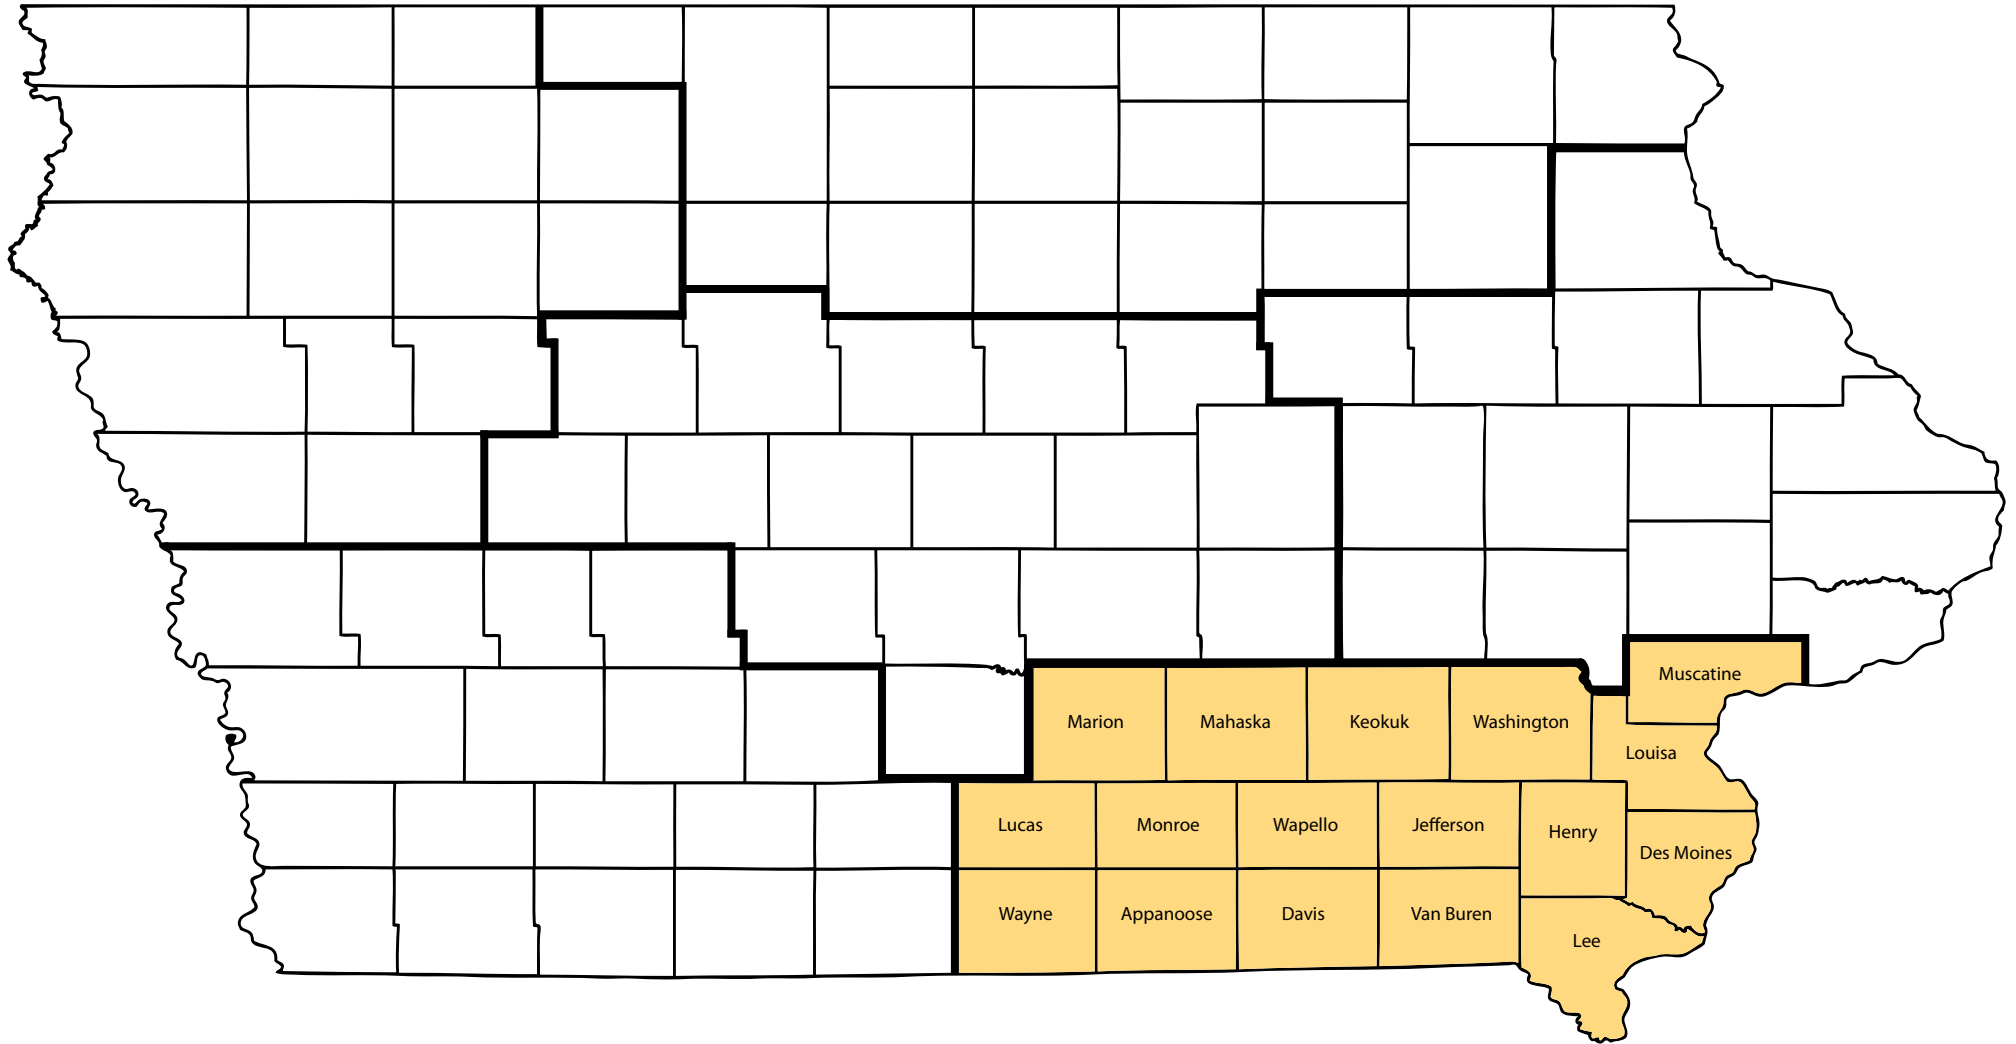 Muscatine
Marion
Mahaska
Keokuk
Washington
Louisa
Lucas
Monroe
Wapello
Jefferson
Henry
Des Moines
Wayne
Appanoose
Davis
Van Buren
Lee